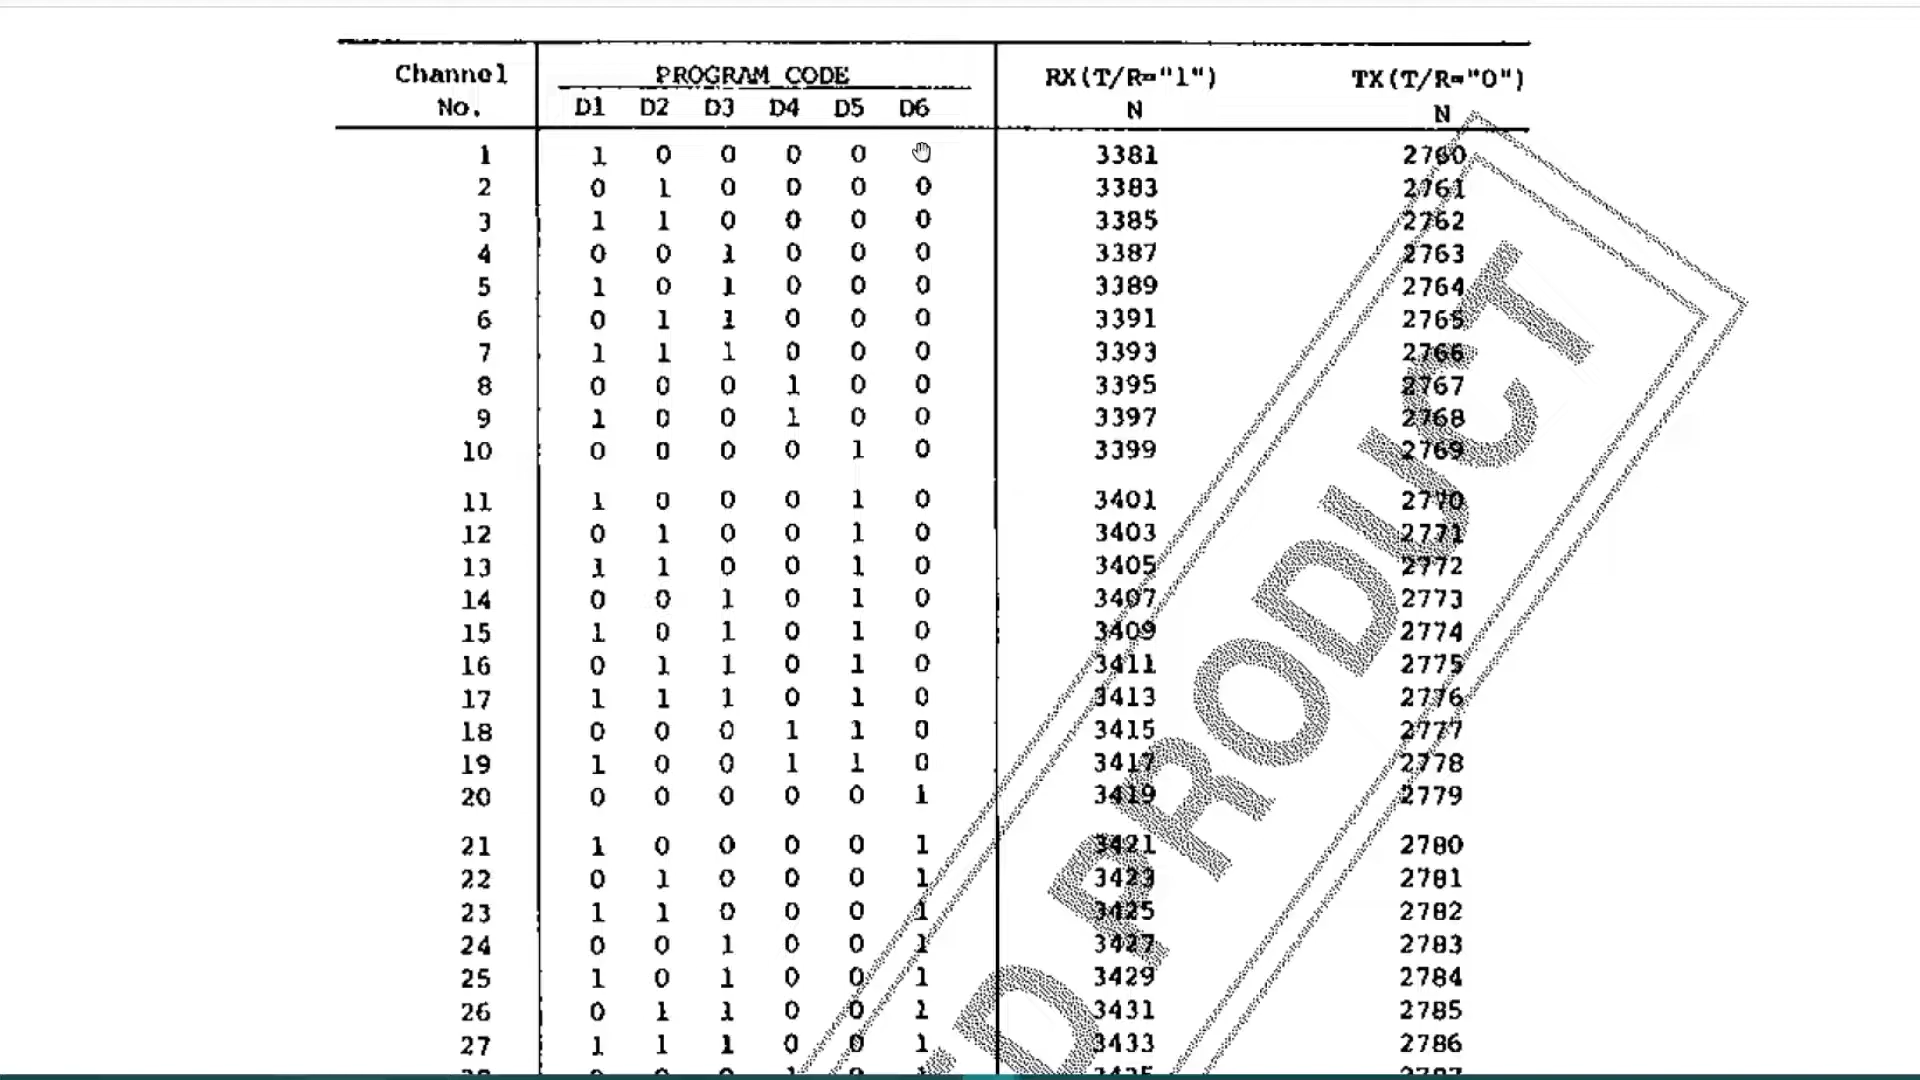 Channel PROGRAM CODE RX(T/R="1") TX(T/R="0")
No. D1 D2 D3 D4 D5 D6 N N
1 1 0 0 0 0 3381 2760
2 0 1 0 0 0 0 3383 2761
3 1 1 0 0 0 0 3385 2762
4 0 0 1 0 0 0 3387 2763
5 1 0 1 0 0 0 3389 2764
6 0 1 1 0 0 0 3391 2765
7 1 1 1 0 0 0 3393 2766
8 0 0 0 1 0 0 3395 2767
9 1 0 0 1 0 0 3397 2768
10 0 0 0 0 1 0 3399 2769
11 1 0 0 0 1 0 3401 2770
12 0 1 0 0 1 0 3403 2771
13 1 1 0 0 1 0 3405 2772
14 0 0 1 0 1 0 3407 2773
15 1 0 1 0 1 0 3409 2774
16 0 1 1 0 1 0 3411 2775
17 1 1 1 0 1 0 3413 2776
18 0 0 0 1 1 0 3415 2777
19 1 0 0 1 1 0 3417 2778
20 0 0 0 0 0 1 3419 2779
21 1 0 0 0 0 1 3421 2780
22 0 1 0 0 0 1 3423 2781
23 1 1 0 0 0 1 3425 2782
24 0 0 1 0 0 1 3427 2783
25 1 0 1 0 0 1 3429 2784
26 0 1 1 0 0 1 3431 2785
27 1 1 1 0 0 1 3433 2786
D PRODUCT